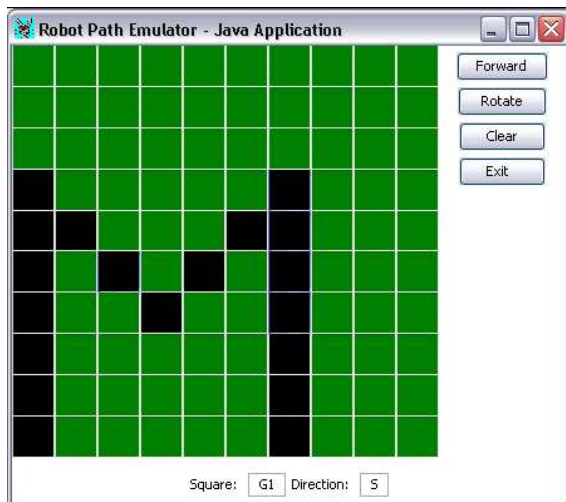 Robot Path Emulator - Java Application
Forward
Rotate
Clear
Exit
Square: G1 Direction: S